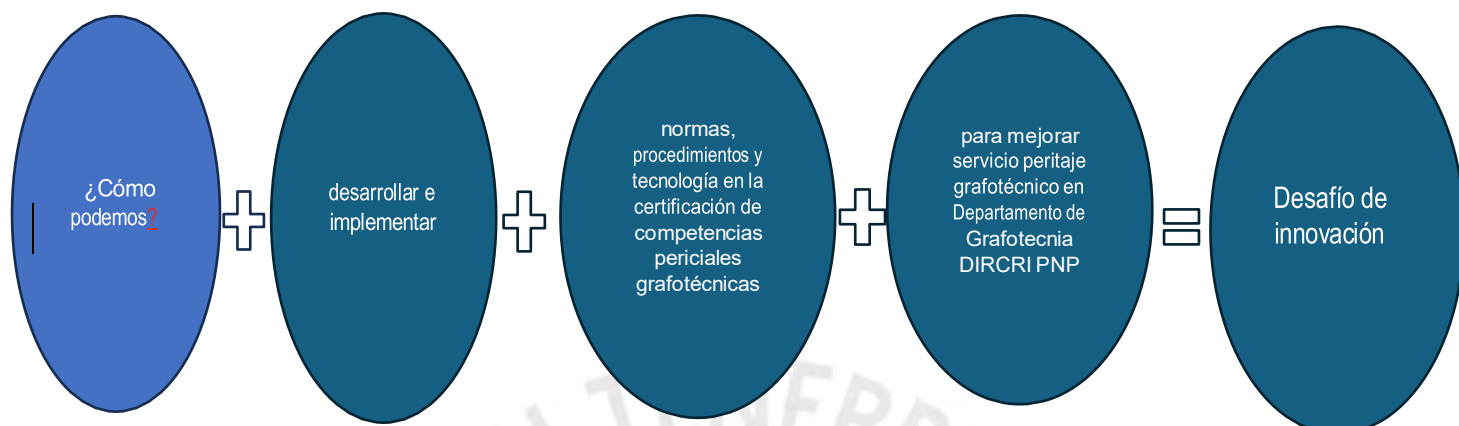 ¿Cómo
podemos?
desarrollar e
implementar
normas,
procedimientos y
tecnología en la
certificación de
competencias
periciales
grafotécnicas
para mejorar
servicio peritaje
grafotécnico en
Departamento de
Grafotecnia
DIRCRI PNP
Desafío de
innovación